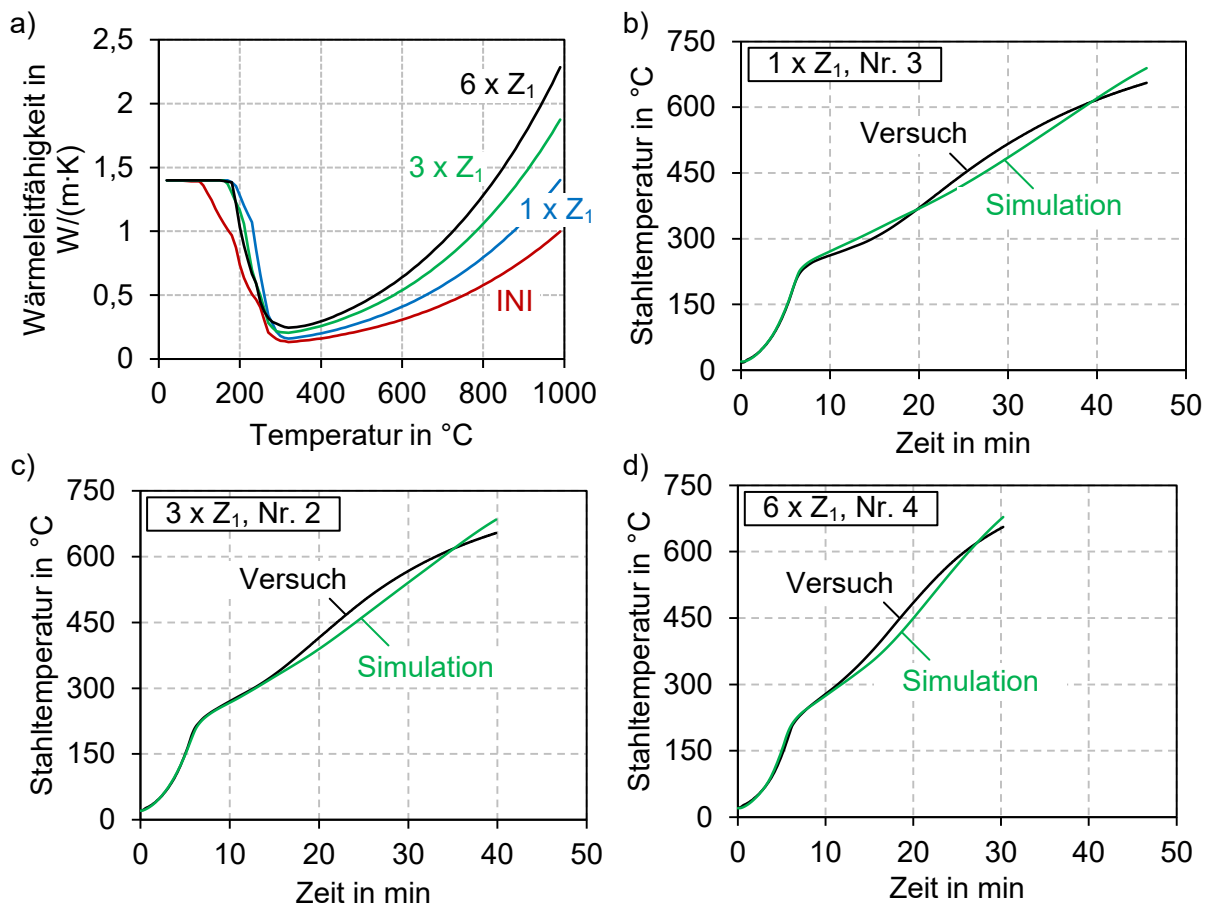 a)
Wärmeleitfähigkeit in
W/(m·K)
2,5
2
1,5
1
0,5
0
6 x Z1
3 x Z1
1 x Z1
INI
0 200 400 600 800 1000
Temperatur in °C
b)
Stahltemperatur in °C
750
600
450
300
150
0
1 x Z1, Nr. 3
Versuch
Simulation
0 10 20 30 40 50
Zeit in min
c)
Stahltemperatur in °C
750
600
450
300
150
0
3 x Z1, Nr. 2
Versuch
Simulation
0 10 20 30 40 50
Zeit in min
d)
Stahltemperatur in °C
750
600
450
300
150
0
6 x Z1, Nr. 4
Versuch
Simulation
0 10 20 30 40 50
Zeit in min